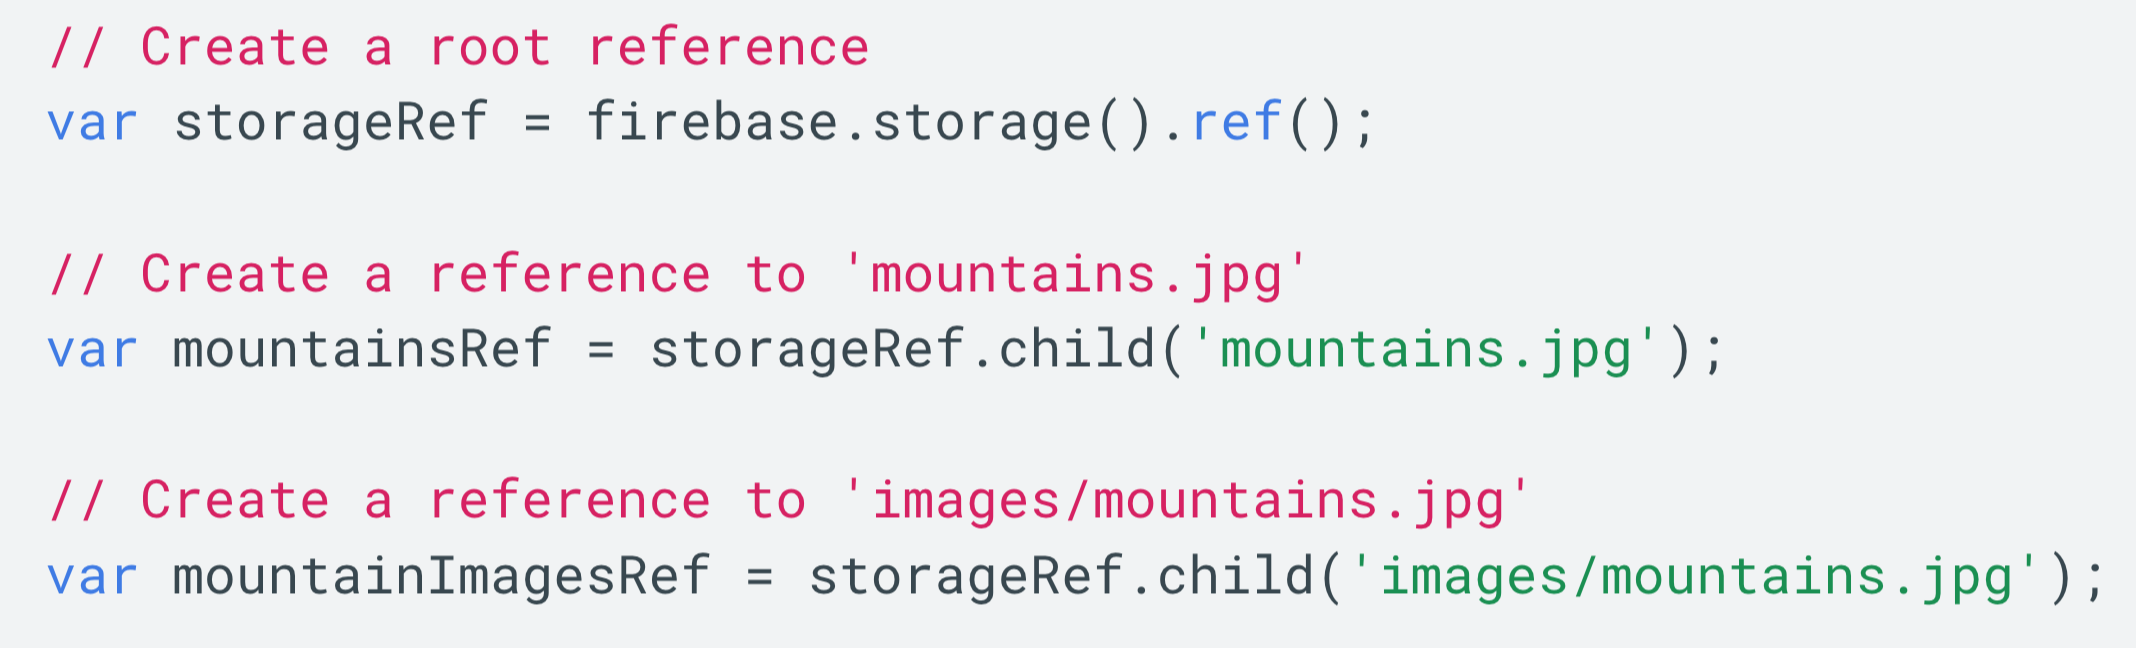 // Create a root reference
var storageRef = firebase.storage().ref();
// Create a reference to 'mountains.jpg'
var mountainsRef = storageRef.child('mountains.jpg');
// Create a reference to 'images/mountains.jpg'
var mountainImagesRef = storageRef.child('images/mountains.jpg');